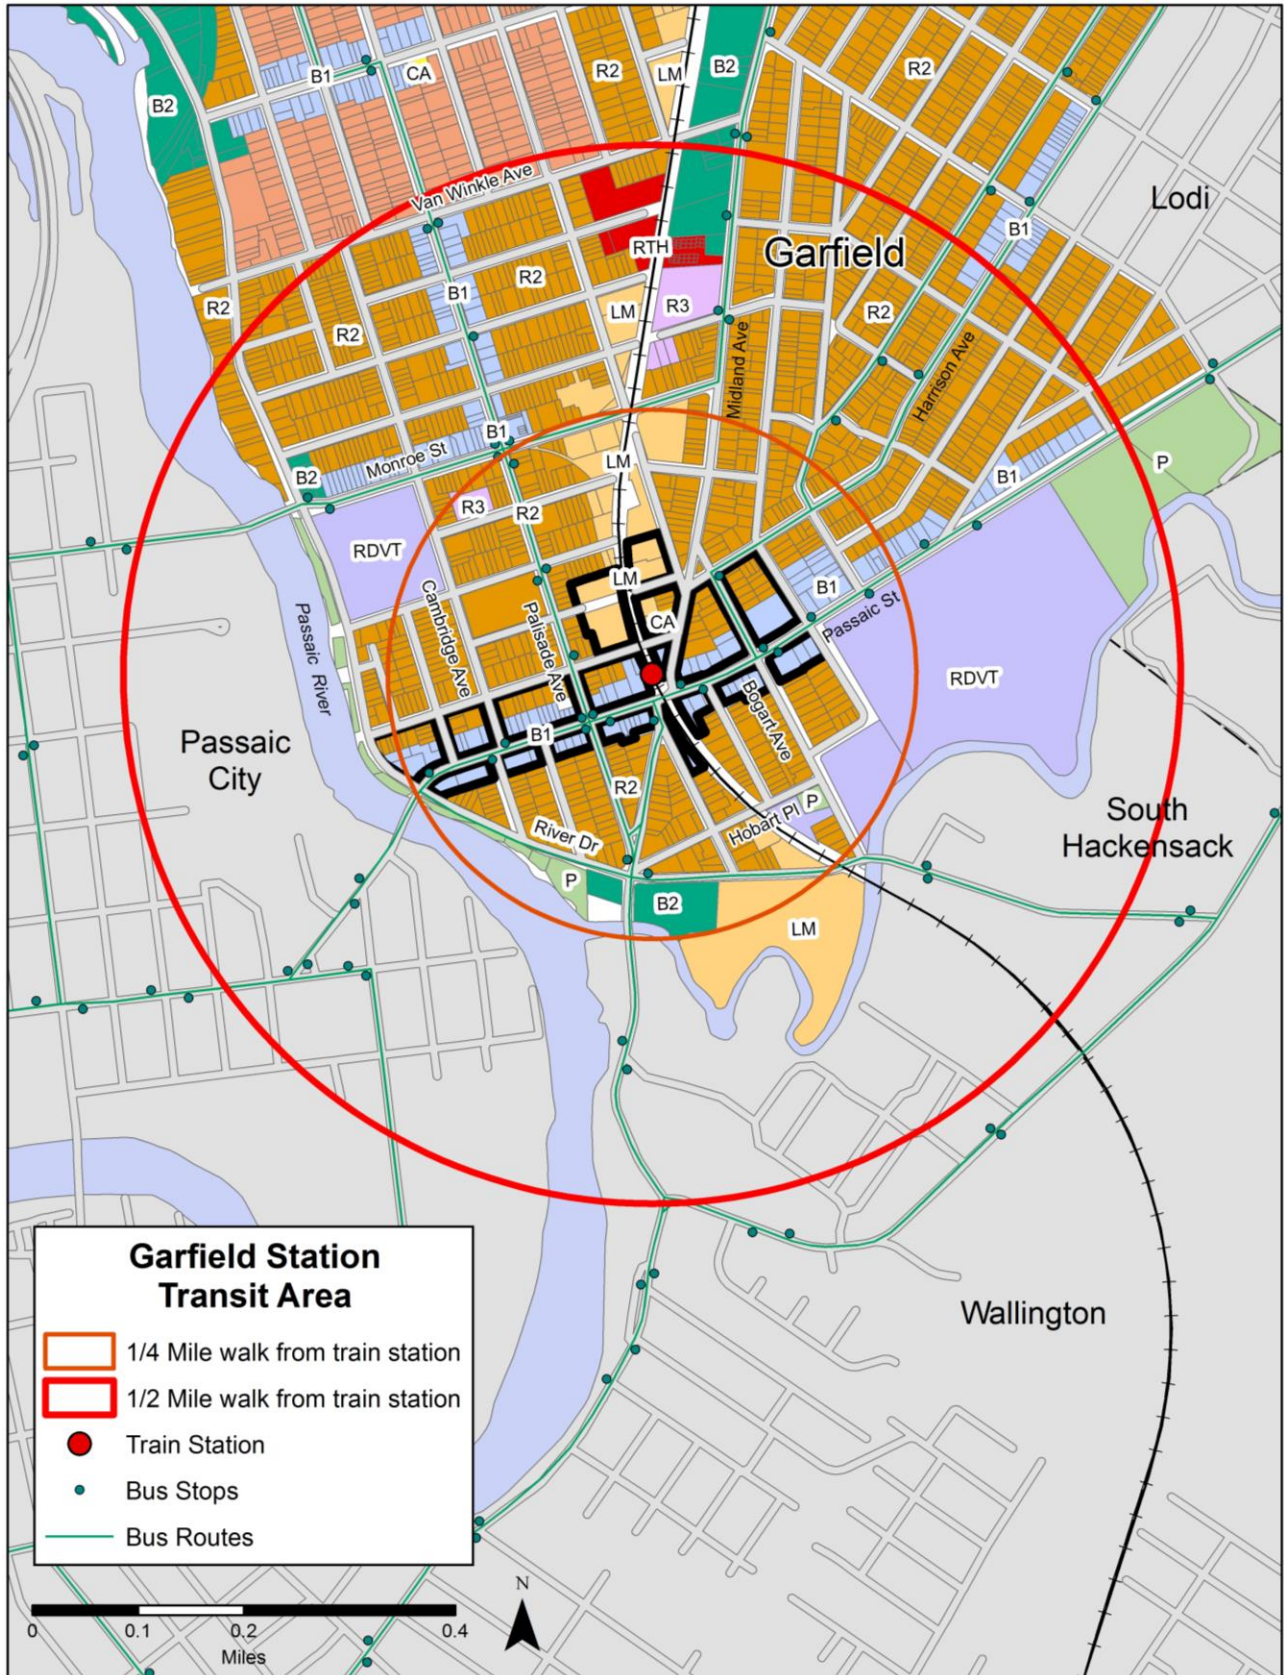 B1
CA
R2
LM
B2
R2
B2
Lodi
Van Winkle Ave
B1
RTH
Garfield
R2
B1
R2
R2
LM
R3
R2
Midland Ave
Harrison Ave
B1
Monroe St
LM
P
B2
B1
R3
R2
RDVT
LM
B1
CA
Passaic St
Passaic River
Cambridge Ave
Palisade Ave
RDVT
Bogart Ave
Passaic
City
B1
R2
P
South
Hackensack
Hobart Pl
River Dr
P
B2
LM
Garfield Station
Transit Area
1/4 Mile walk from train station
1/2 Mile walk from train station
Train Station
Bus Stops
Bus Routes
Wallington
N
0 0.1 0.2 0.4
Miles